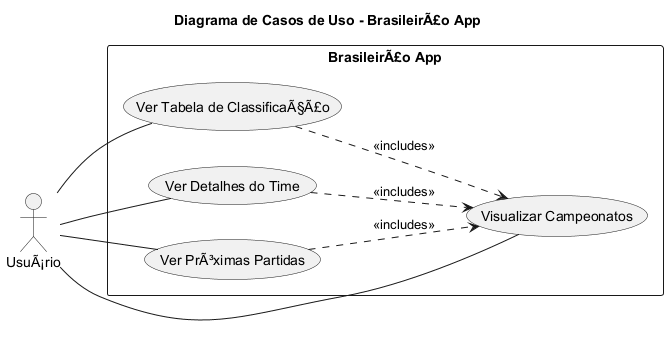 Diagrama de Casos de Uso - BrasileirÃ£o App
BrasileirÃ£o App
Ver Tabela de ClassificaÃ§Ã£o
«includes»
Ver Detalhes do Time
«includes»
Visualizar Campeonatos
«includes»
Ver PrÃ³ximas Partidas
UsuÃ¡rio